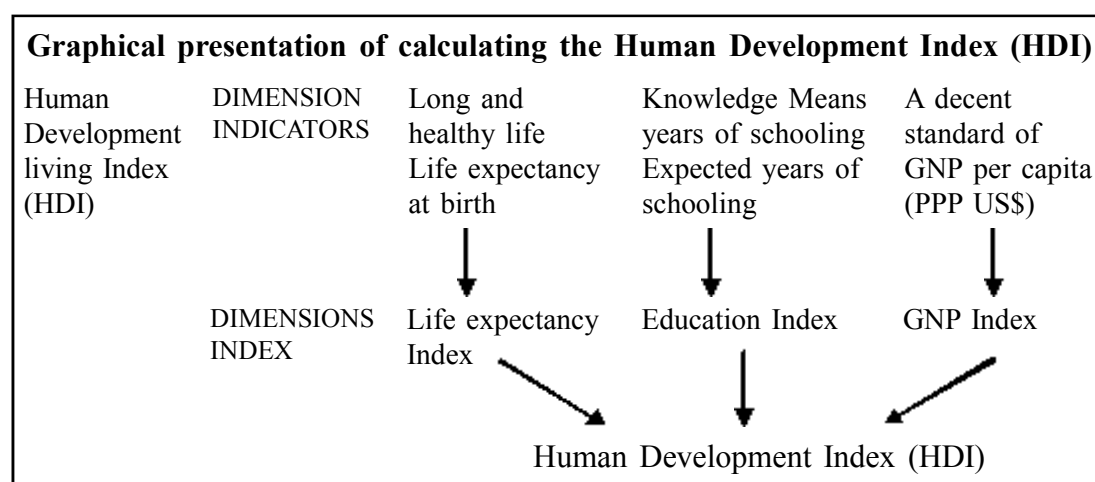 Graphical presentation of calculating the Human Development Index (HDI)
Human
Development
living Index
(HDI)
DIMENSION
INDICATORS
Long and
healthy life
Life expectancy
at birth
Knowledge Means
years of schooling
Expected years of
schooling
A decent
standard of
GNP per capita
(PPP US$)
DIMENSIONS
INDEX
Life expectancy
Index
Education Index
GNP Index
Human Development Index (HDI)